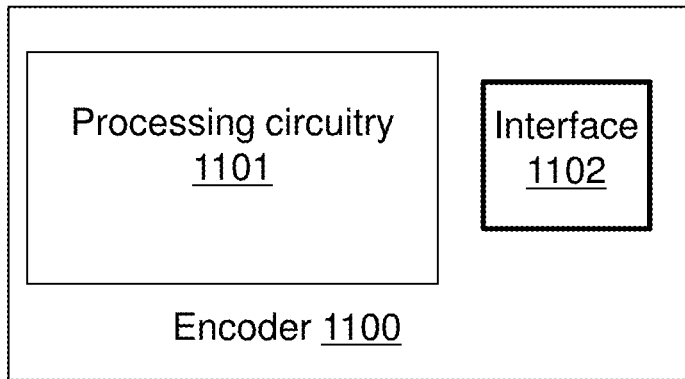 Processing circuitry
1101
Interface
1102
Encoder 1100